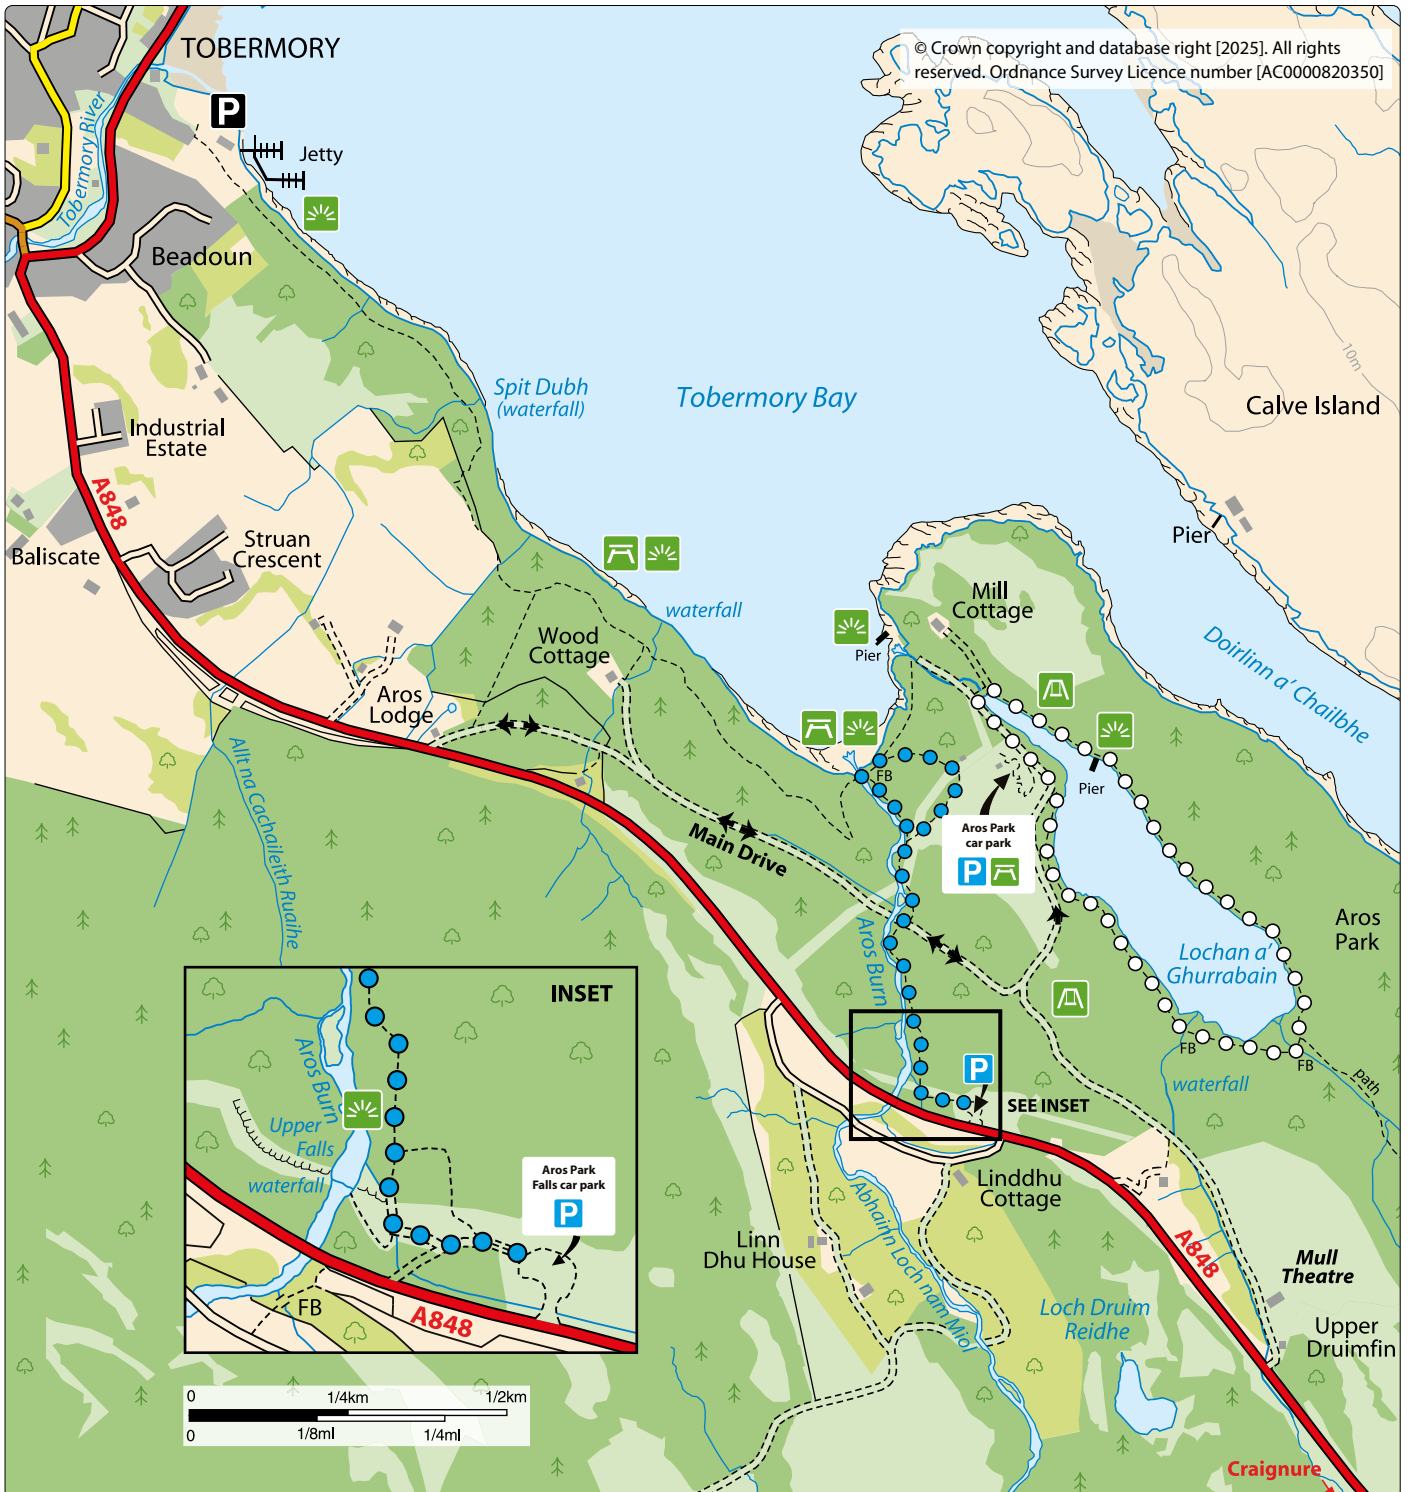 TOBERMORY
© Crown copyright and database right [2025]. All rights
reserved. Ordnance Survey Licence number [AC0000820350]
P
Jetty
Tobermory River
Beadoun
Spit Dubh
(waterfall)
Tobermory Bay
10m
Calve Island
Industrial
Estate
A848
Struan
Crescent
Baliscate
Pier
waterfall
Mill
Cottage
Wood
Cottage
Pier
Doirlinn a' Chailbhe
Aros
Lodge
Allt na Cachaileith Ruaihe
FB
Pier
Main Drive
Aros Park
car park
P
Aros
Park
Aros Burn
Lochan a'
Ghurrabain
INSET
Aros Burn
Upper
Falls
waterfall
Aros Park
Falls car park
P
FB
A848
P
SEE INSET
FB
FB
waterfall
path
Linddhu
Cottage
Abhainn Loch nam Miol
Linn
Dhu House
A848
Mull
Theatre
Loch Druim
Reidhe
Upper
Druimfin
0 1/4km 1/2km
0 1/8ml 1/4ml
Craignure